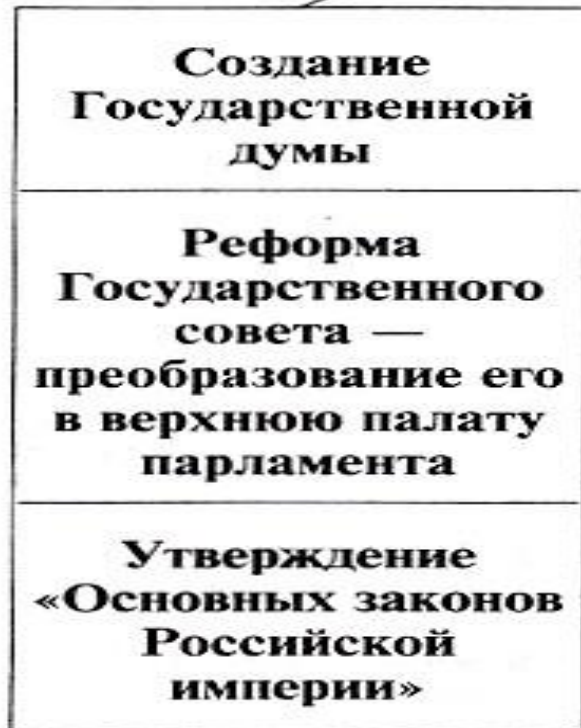 Создание
Государственной
думы
Реформа
Государственного
совета —
преобразование его
в верхнюю палату
парламента
Утверждение
«Основных законов
Российской
империи»